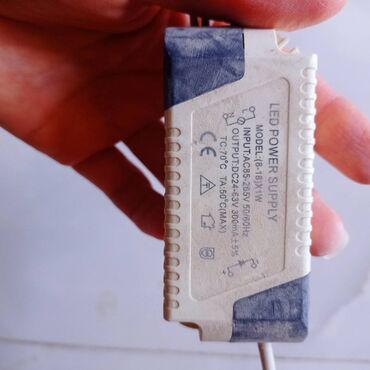 LED POWER SUPPLY
MODEL:(8-18)X1W
INPUT:AC85-265V 50/60Hz
OUTPUT:DC24-63V 300mA±5%
TC:70°C TA:50°C(MAX)
CE